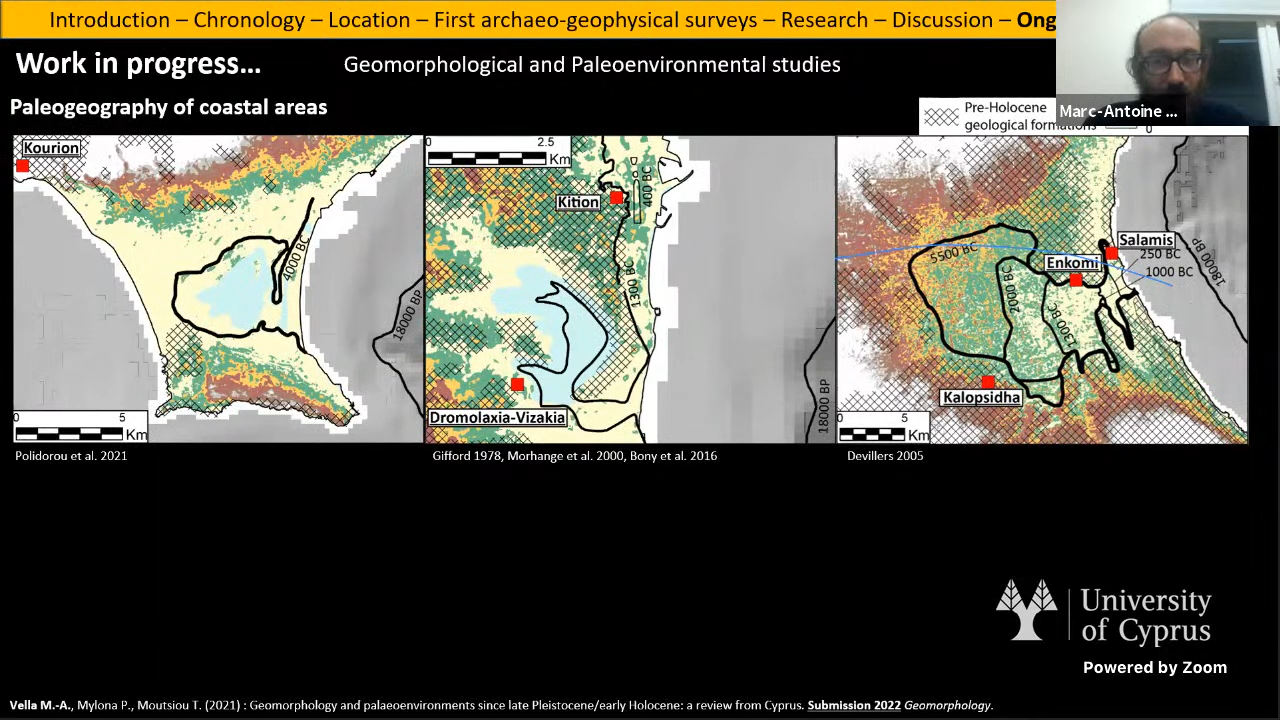 Introduction – Chronology – Location – First archaeo-geophysical surveys – Research – Discussion – Ong
Work in progress...
Geomorphological and Paleoenvironmental studies
Paleogeography of coastal areas
Pre-Holocene
geological formations
Marc-Antoine ...
0
Kourion
4000 BC
18000 BP
0 5
Km
0 2.5
Km
Kition
400 BC
1300 BC
Dromolaxia-Vizakia
18000 BP
Salamis
250 BC
1000 BC
Enkomi
5500 BC
2000 BC
1300 BC
18000 BP
Kalopsidha
0 5
Km
Polidorou et al. 2021
Gifford 1978, Morhange et al. 2000, Bony et al. 2016
Devillers 2005
University
of Cyprus
Powered by Zoom
Vella M.-A., Mylona P., Moutsiou T. (2021) : Geomorphology and palaeoenvironments since late Pleistocene/early Holocene: a review from Cyprus. Submission 2022 Geomorphology.